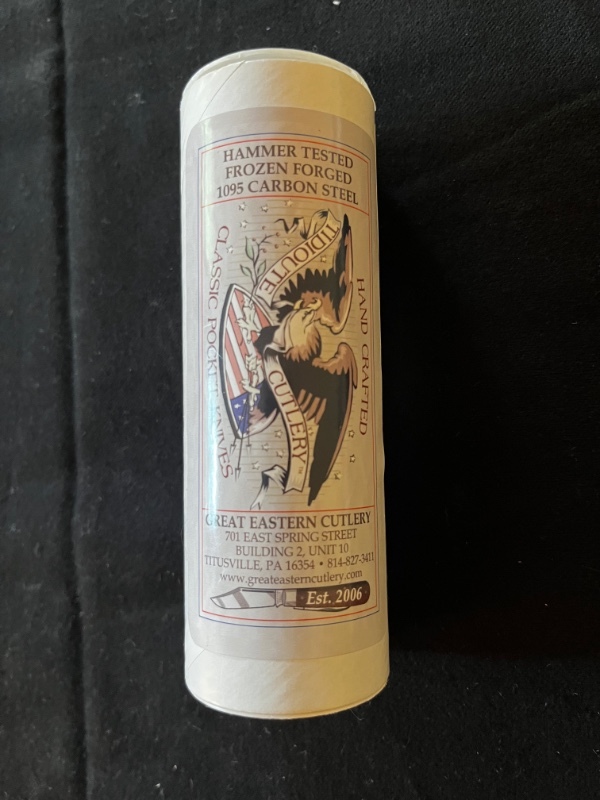 HAMMER TESTED
FROZEN FORGED
1095 CARBON STEEL
TIDIOUTE
CUTLERY™
HAND CRAFTED
CLASSIC POCKET KNIVES
GREAT EASTERN CUTLERY
701 EAST SPRING STREET
BUILDING 2, UNIT 10
TITUSVILLE, PA 16354 • 814-827-3411
www.greateasterncutlery.com
Est. 2006